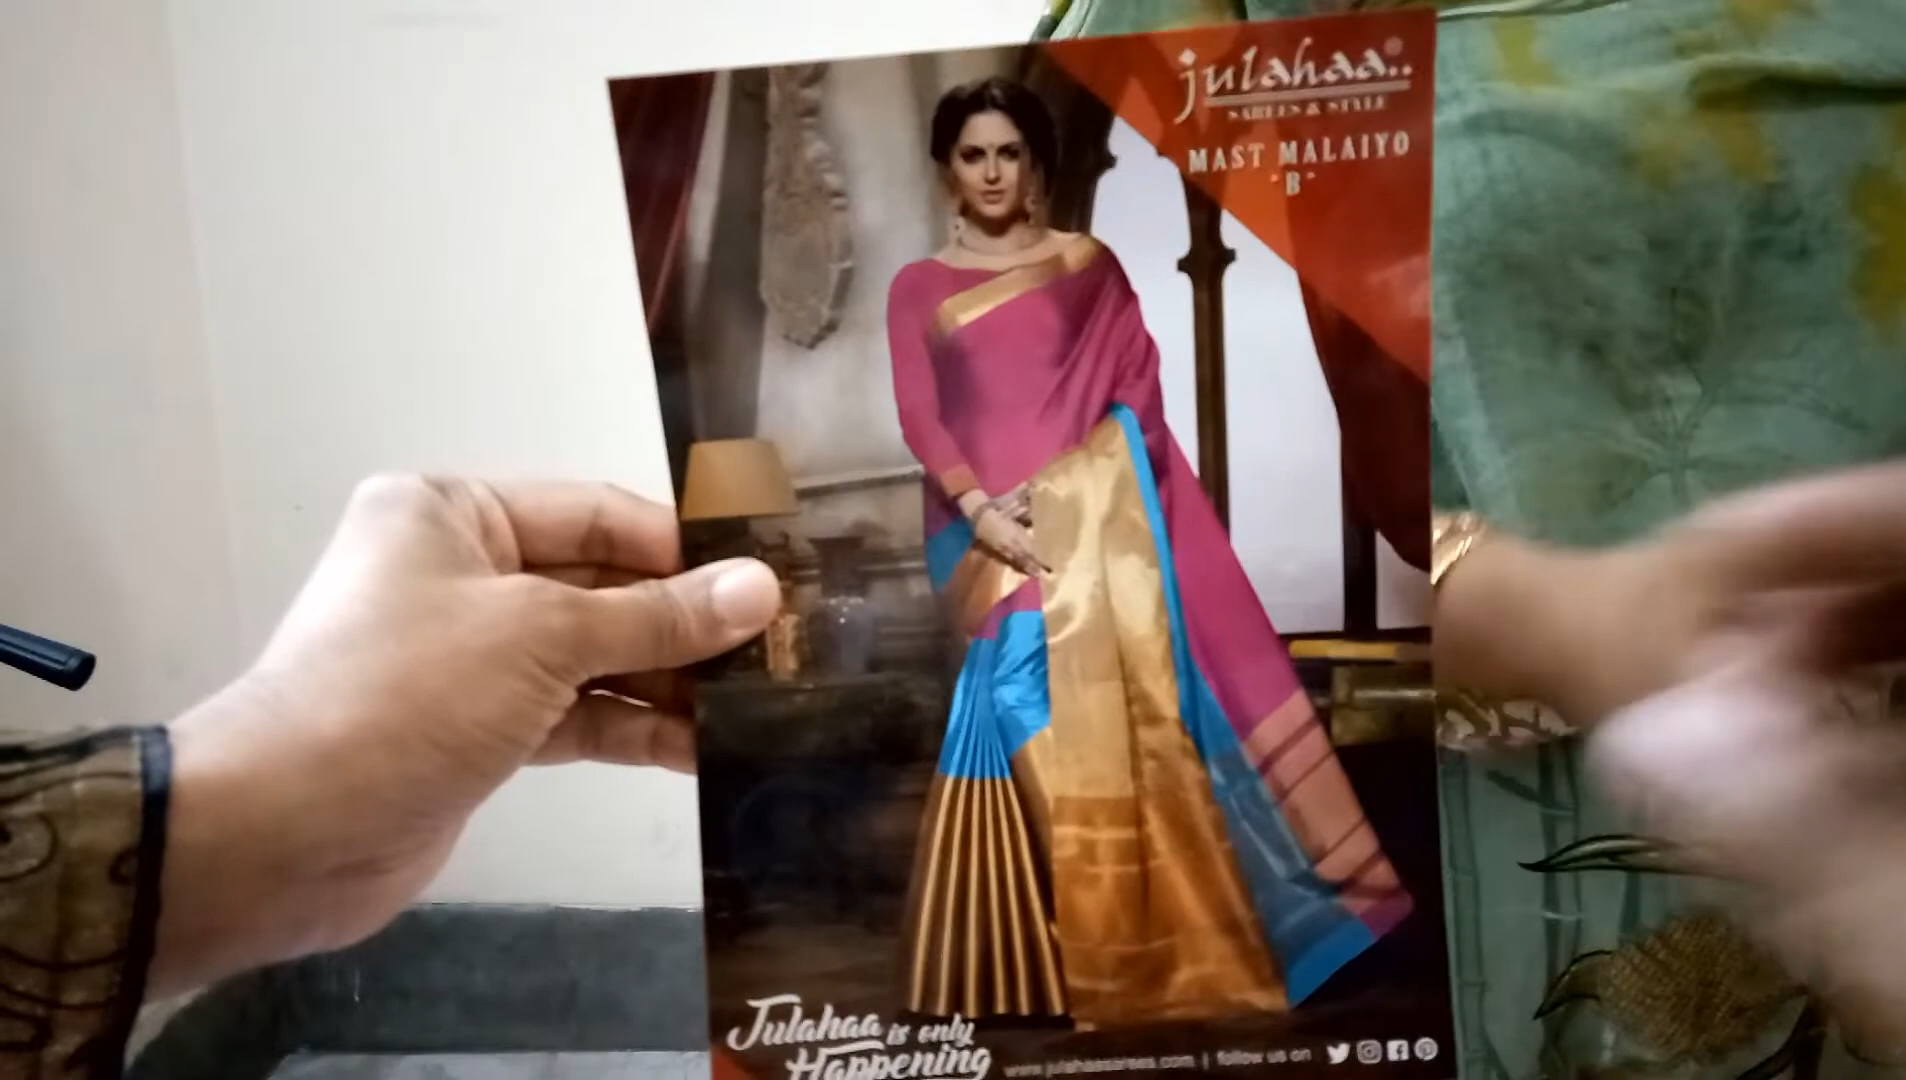 julahaa..®
SAREES & STYLE
MAST MALAIYO
"B"
Julahaa is only
Happening
www.julahaasarees.com | follow us on